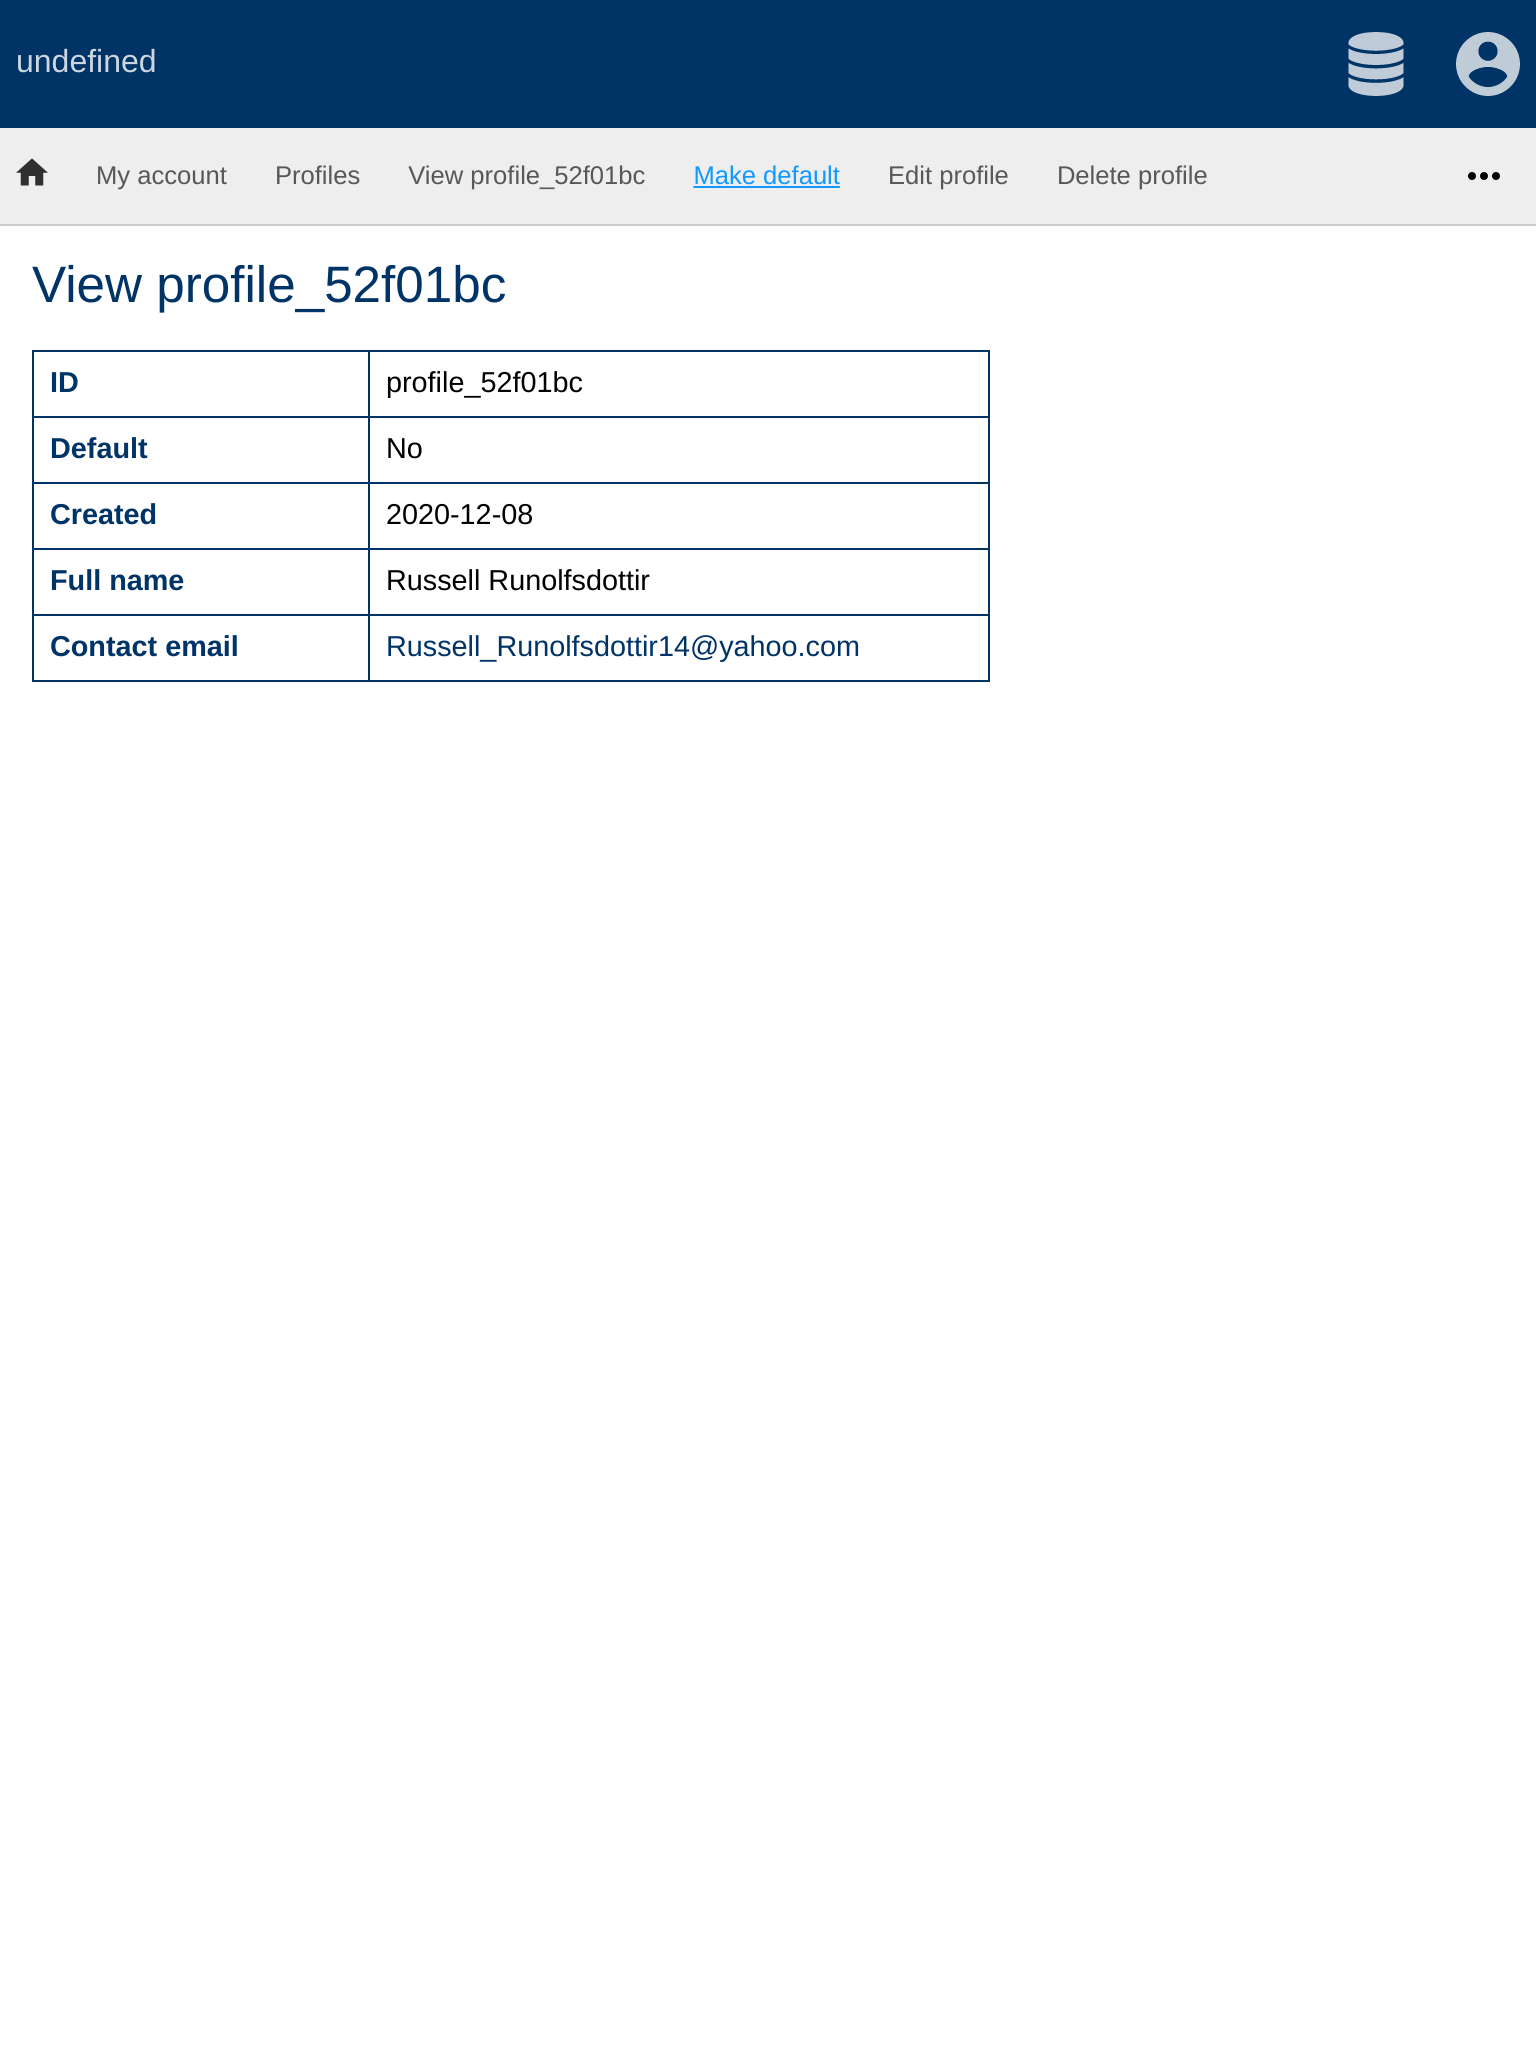 undefined
My account Profiles View profile_52f01bc Make default Edit profile Delete profile
View profile_52f01bc
ID profile_52f01bc
Default No
Created 2020-12-08
Full name Russell Runolfsdottir
Contact email Russell_Runolfsdottir14@yahoo.com